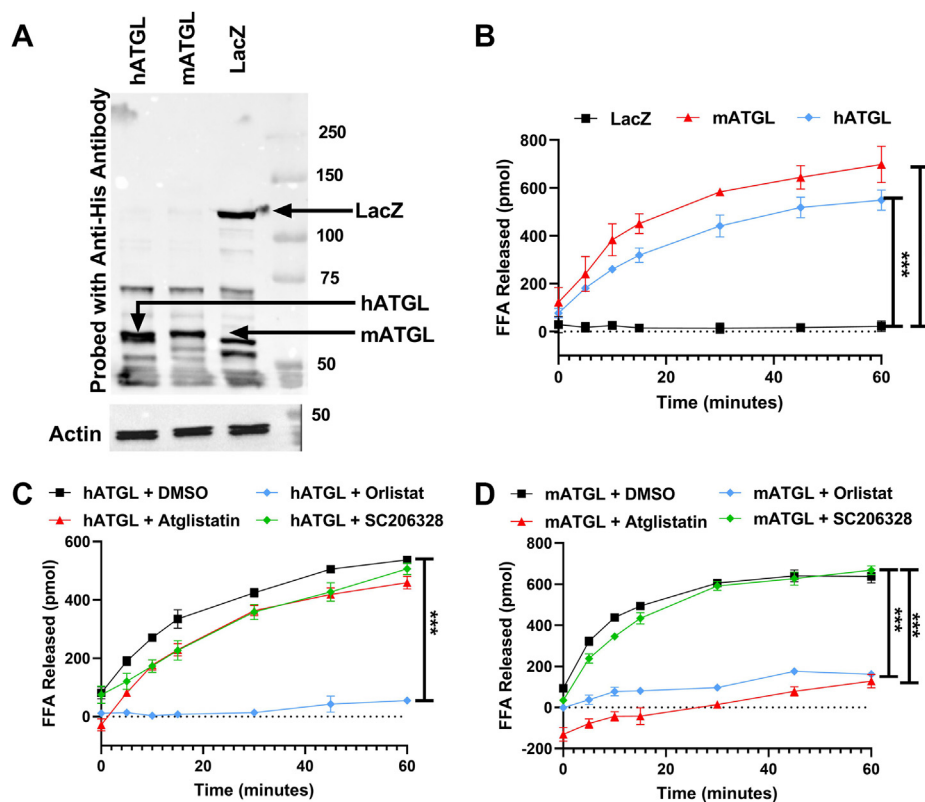 A
hATGL
mATGL
LacZ
Probed with Anti-His Antibody
250
150
LacZ
100
75
hATGL
mATGL
50
50
Actin
B
LacZ mATGL hATGL
FFA Released (pmol)
800
600
400
200
0
0 20 40 60
Time (minutes)
***
C
hATGL + DMSO hATGL + Orlistat
hATGL + Atglistatin hATGL + SC206328
FFA Released (pmol)
600
400
200
0
0 20 40 60
Time (minutes)
***
D
mATGL + DMSO mATGL + Orlistat
mATGL + Atglistatin mATGL + SC206328
FFA Released (pmol)
800
600
400
200
0
-200
0 20 40 60
Time (minutes)
***
***